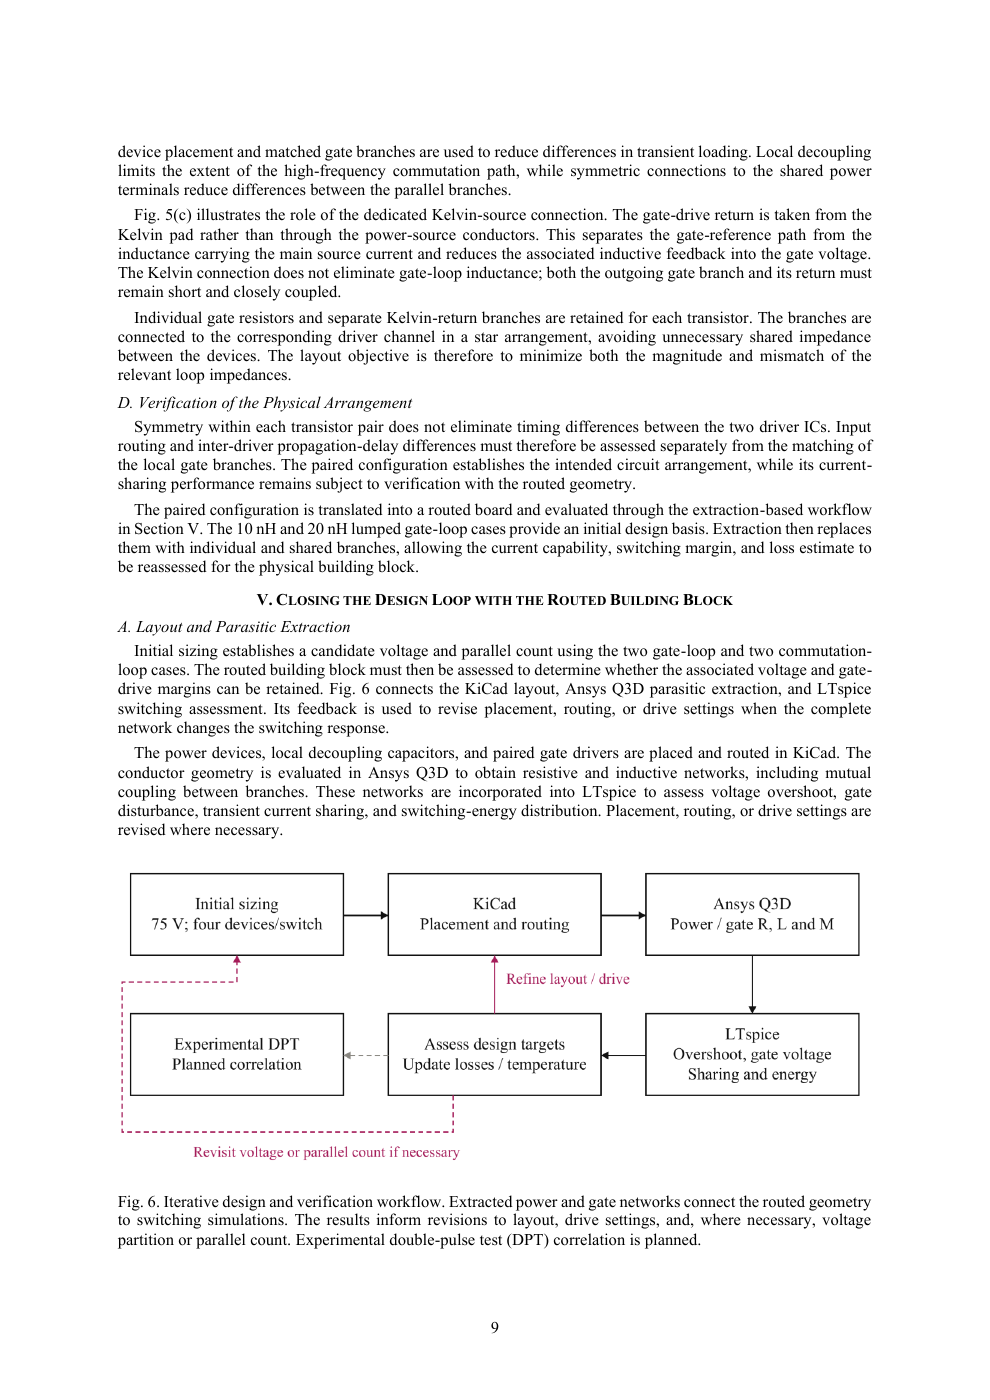 device placement and matched gate branches are used to reduce differences in transient loading. Local decoupling
limits the extent of the high-frequency commutation path, while symmetric connections to the shared power
terminals reduce differences between the parallel branches.
Fig. 5(c) illustrates the role of the dedicated Kelvin-source connection. The gate-drive return is taken from the
Kelvin pad rather than through the power-source conductors. This separates the gate-reference path from the
inductance carrying the main source current and reduces the associated inductive feedback into the gate voltage.
The Kelvin connection does not eliminate gate-loop inductance; both the outgoing gate branch and its return must
remain short and closely coupled.
Individual gate resistors and separate Kelvin-return branches are retained for each transistor. The branches are
connected to the corresponding driver channel in a star arrangement, avoiding unnecessary shared impedance
between the devices. The layout objective is therefore to minimize both the magnitude and mismatch of the
relevant loop impedances.
D. Verification of the Physical Arrangement
Symmetry within each transistor pair does not eliminate timing differences between the two driver ICs. Input
routing and inter-driver propagation-delay differences must therefore be assessed separately from the matching of
the local gate branches. The paired configuration establishes the intended circuit arrangement, while its current-
sharing performance remains subject to verification with the routed geometry.
The paired configuration is translated into a routed board and evaluated through the extraction-based workflow
in Section V. The 10 nH and 20 nH lumped gate-loop cases provide an initial design basis. Extraction then replaces
them with individual and shared branches, allowing the current capability, switching margin, and loss estimate to
be reassessed for the physical building block.
V. CLOSING THE DESIGN LOOP WITH THE ROUTED BUILDING BLOCK
A. Layout and Parasitic Extraction
Initial sizing establishes a candidate voltage and parallel count using the two gate-loop and two commutation-
loop cases. The routed building block must then be assessed to determine whether the associated voltage and gate-
drive margins can be retained. Fig. 6 connects the KiCad layout, Ansys Q3D parasitic extraction, and LTspice
switching assessment. Its feedback is used to revise placement, routing, or drive settings when the complete
network changes the switching response.
The power devices, local decoupling capacitors, and paired gate drivers are placed and routed in KiCad. The
conductor geometry is evaluated in Ansys Q3D to obtain resistive and inductive networks, including mutual
coupling between branches. These networks are incorporated into LTspice to assess voltage overshoot, gate
disturbance, transient current sharing, and switching-energy distribution. Placement, routing, or drive settings are
revised where necessary.
Initial sizing
75 V; four devices/switch
KiCad
Placement and routing
Ansys Q3D
Power / gate R, L and M
Refine layout / drive
Experimental DPT
Planned correlation
Assess design targets
Update losses / temperature
LTspice
Overshoot, gate voltage
Sharing and energy
Revisit voltage or parallel count if necessary
Fig. 6. Iterative design and verification workflow. Extracted power and gate networks connect the routed geometry
to switching simulations. The results inform revisions to layout, drive settings, and, where necessary, voltage
partition or parallel count. Experimental double-pulse test (DPT) correlation is planned.
9